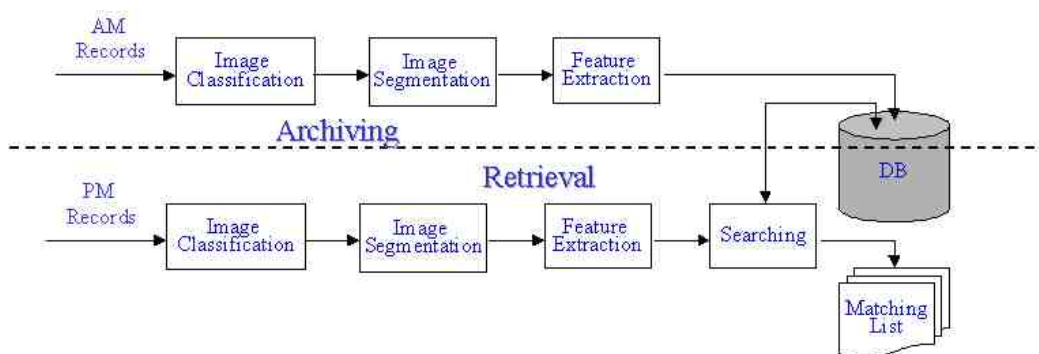 AM
Records
Image
Classification
Image
Segmentation
Feature
Extraction
Archiving
DB
Retrieval
PM
Records
Image
Classification
Image
Segmentation
Feature
Extraction
Searching
Matching
List